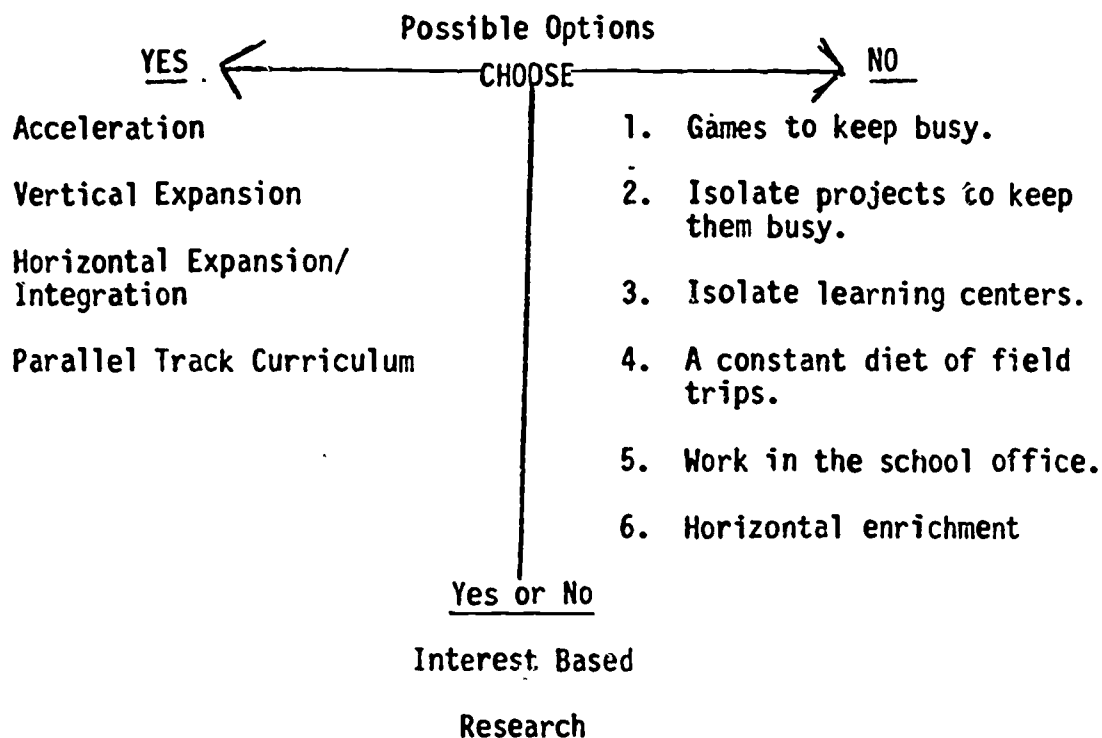 Possible Options
YES
CHOOSE
NO
Acceleration
Vertical Expansion
Horizontal Expansion/
Integration
Parallel Track Curriculum
1. Games to keep busy.
2. Isolate projects to keep
them busy.
3. Isolate learning centers.
4. A constant diet of field
trips.
5. Work in the school office.
6. Horizontal enrichment
Yes or No
Interest Based
Research